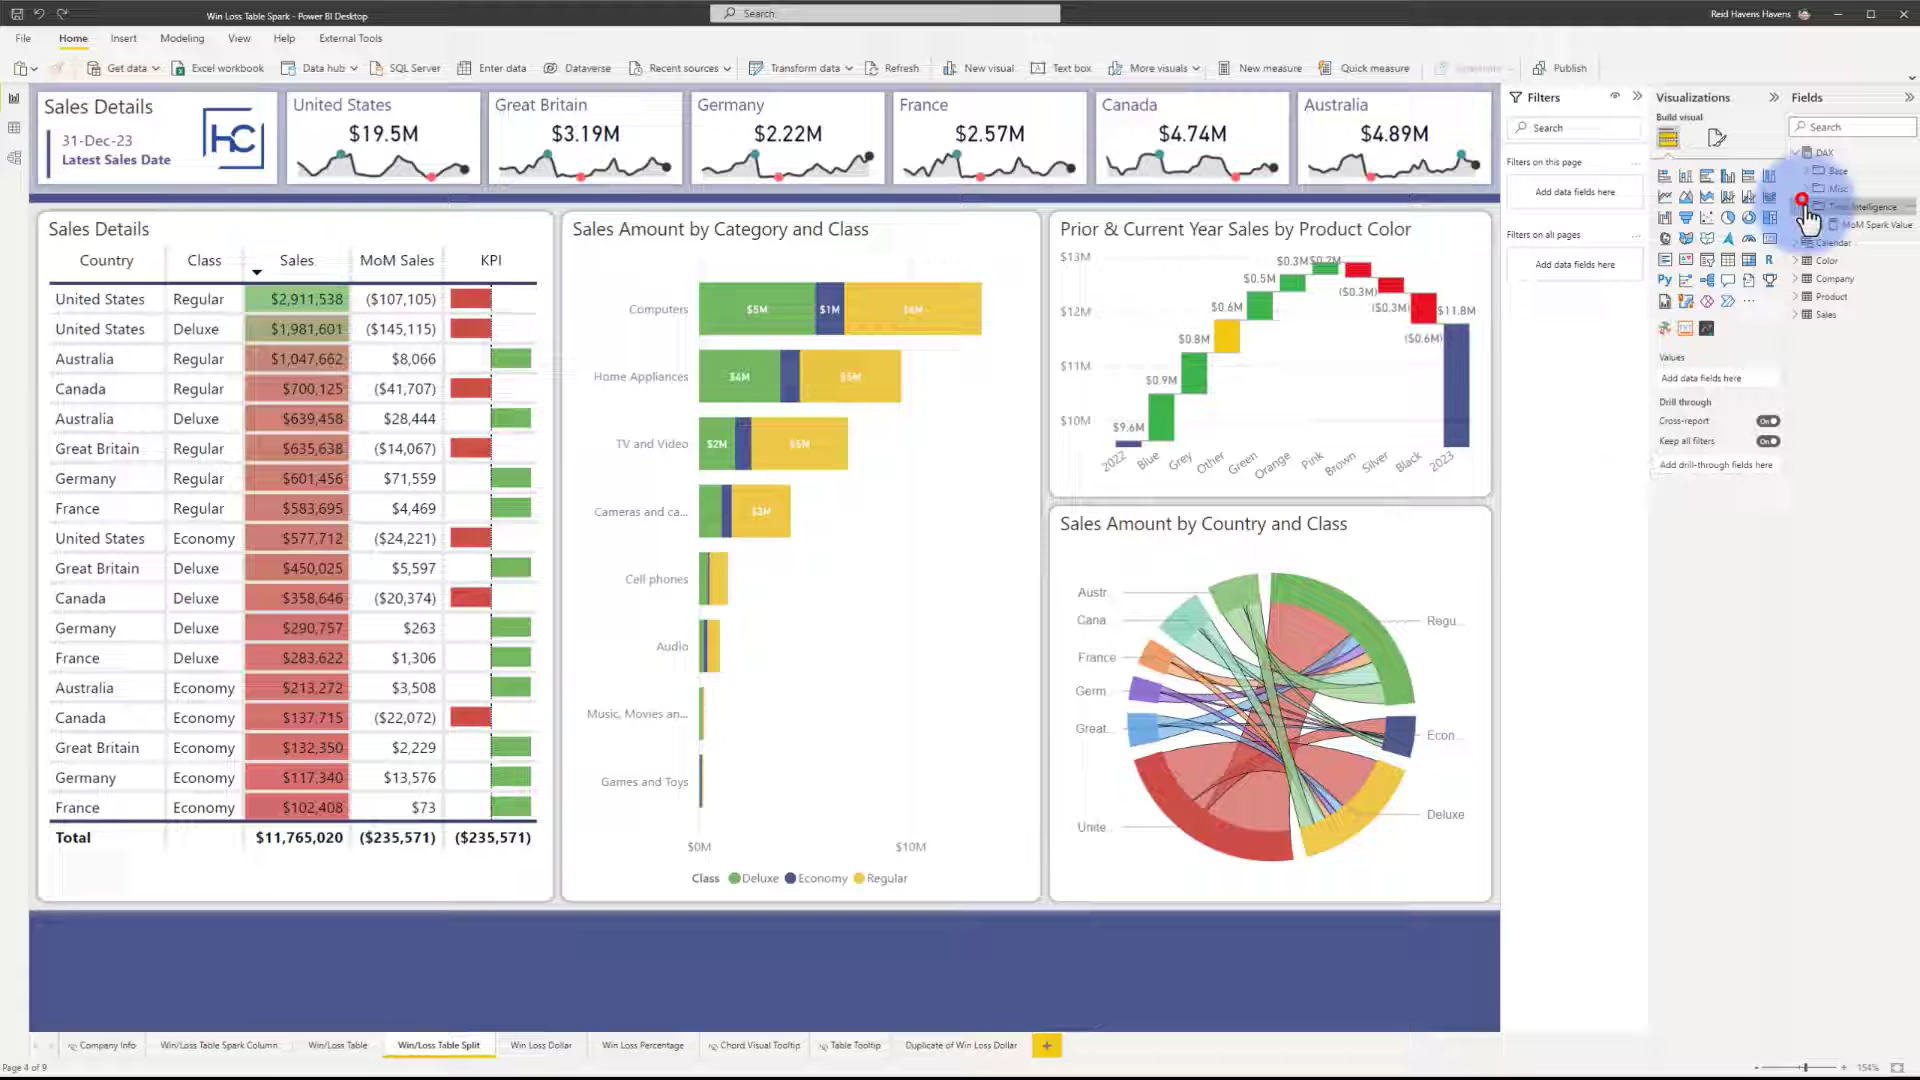 Win Loss Table Spark - Power BI Desktop
Search
Reid Havens Havens
File Home Insert Modeling View Help External Tools
Get data Excel workbook Data hub SQL Server Enter data Dataverse Recent sources Transform data Refresh New visual Text box More visuals New measure Quick measure Publish
Sales Details
31-Dec-23
Latest Sales Date
HC
United States
$19.5M
Great Britain
$3.19M
Germany
$2.22M
France
$2.57M
Canada
$4.74M
Australia
$4.89M
Sales Details
Country Class Sales MoM Sales KPI
United States Regular $2,911,538 ($107,105)
United States Deluxe $1,981,601 ($145,115)
Australia Regular $1,047,662 $8,066
Canada Regular $700,125 ($41,707)
Australia Deluxe $639,458 $28,444
Great Britain Regular $635,638 ($14,067)
Germany Regular $601,456 $71,559
France Regular $583,695 $4,469
United States Economy $577,712 ($24,221)
Great Britain Deluxe $450,025 $5,597
Canada Deluxe $358,646 ($20,374)
Germany Deluxe $290,757 $263
France Deluxe $283,622 $1,306
Australia Economy $213,272 $3,508
Canada Economy $137,715 ($22,072)
Great Britain Economy $132,350 $2,229
Germany Economy $117,340 $13,576
France Economy $102,408 $73
Total $11,765,020 ($235,571) ($235,571)
Sales Amount by Category and Class
Computers $5M $1M $6M
Home Appliances $4M $5M
TV and Video $2M $5M
Cameras and ca... $3M
Cell phones
Audio
Music, Movies an...
Games and Toys
$0M $10M
Class Deluxe Economy Regular
Prior & Current Year Sales by Product Color
$13M
$12M
$11M
$10M
$9.6M
$0.9M
$0.8M
$0.6M
$0.5M
$0.3M
$0.2M
($0.3M)
($0.3M)
($0.6M)
$11.8M
2022 Blue Grey Other Green Orange Pink Brown Silver Black 2023
Sales Amount by Country and Class
Austr...
Cana...
France
Germ...
Great...
Unite...
Regu...
Econ...
Deluxe
Filters
Search
Filters on this page ...
Add data fields here
Filters on all pages ...
Add data fields here
Visualizations
Build visual
Py
R
...
Values
Add data fields here
Drill through
Cross-report On
Keep all filters On
Add drill-through fields here
Fields
Search
DAX
Base
Misc
Time Intelligence
MoM Spark Value
Calendar
Color
Company
Product
Sales
Company Info Win/Loss Table Spark Column Win/Loss Table Win/Loss Table Split Win Loss Dollar Win Loss Percentage Chord Visual Tooltip Table Tooltip Duplicate of Win Loss Dollar +
Page 4 of 9
- + 154%